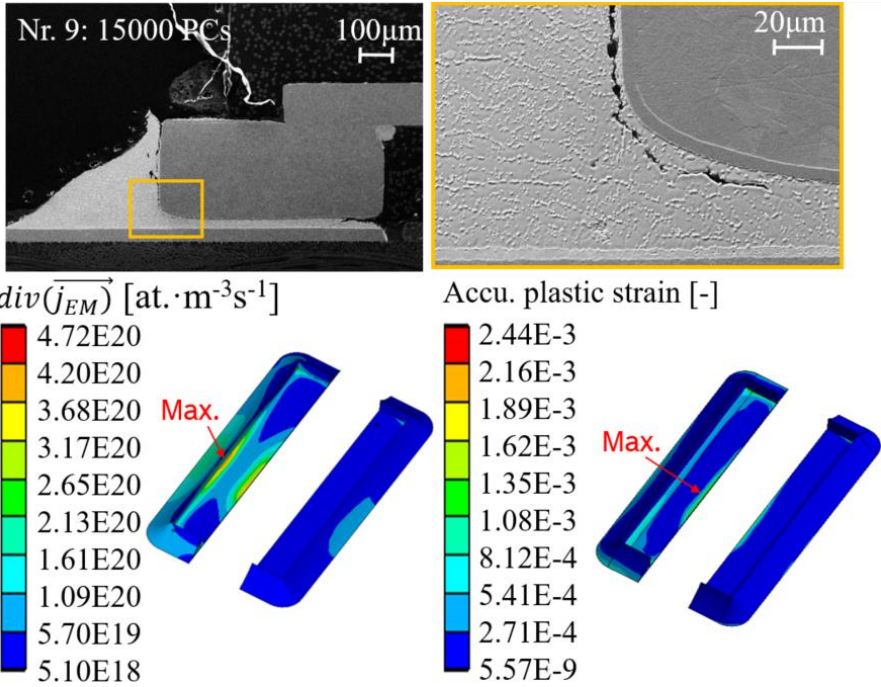 Nr. 9: 15000 PCs
100μm
20μm
div(j_EM) [at.·m⁻³s⁻¹]
4.72E20
4.20E20
3.68E20
3.17E20
2.65E20
2.13E20
1.61E20
1.09E20
5.70E19
5.10E18
Max.
Accu. plastic strain [-]
2.44E-3
2.16E-3
1.89E-3
1.62E-3
1.35E-3
1.08E-3
8.12E-4
5.41E-4
2.71E-4
5.57E-9
Max.